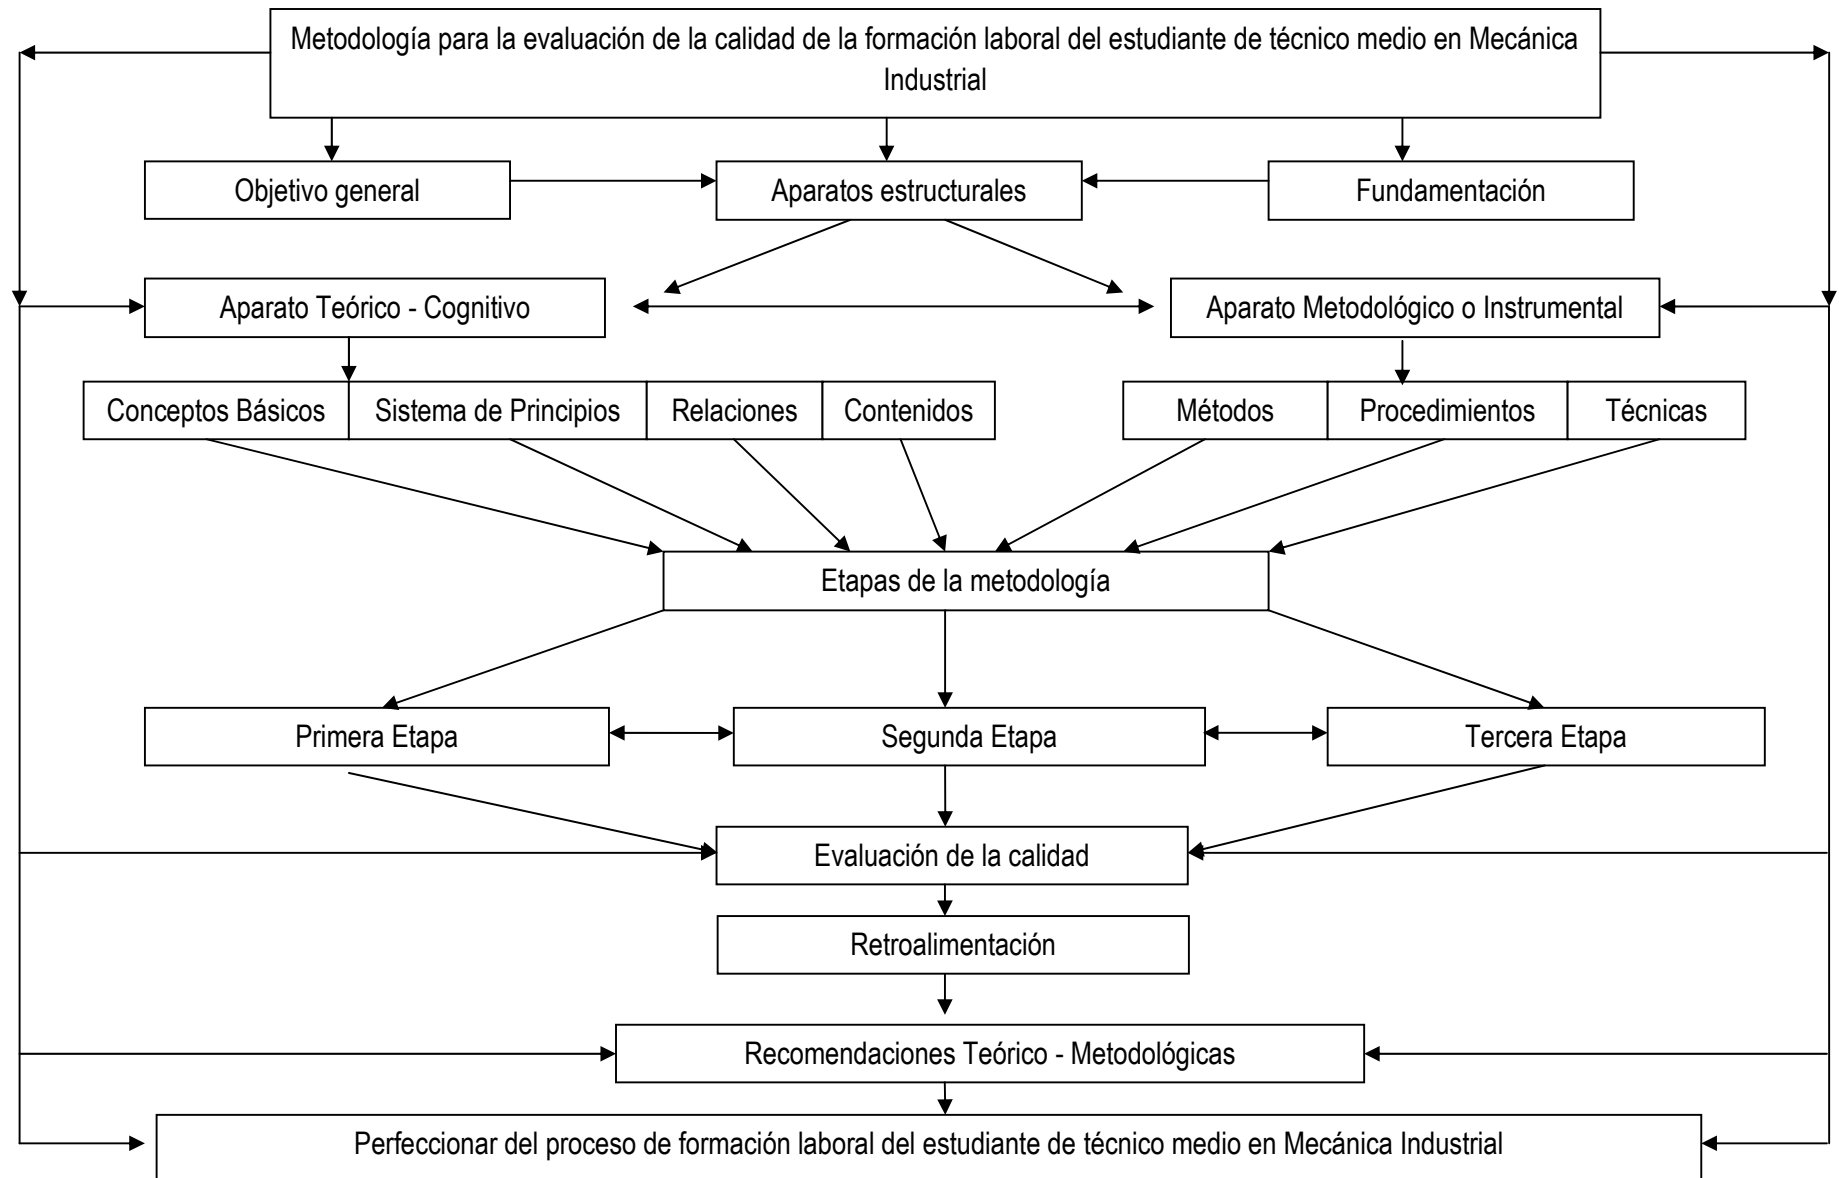 Metodología para la evaluación de la calidad de la formación laboral del estudiante de técnico medio en Mecánica
Industrial
Objetivo general
Aparatos estructurales
Fundamentación
Aparato Teórico - Cognitivo
Aparato Metodológico o Instrumental
Conceptos Básicos
Sistema de Principios
Relaciones
Contenidos
Métodos
Procedimientos
Técnicas
Etapas de la metodología
Primera Etapa
Segunda Etapa
Tercera Etapa
Evaluación de la calidad
Retroalimentación
Recomendaciones Teórico - Metodológicas
Perfeccionar del proceso de formación laboral del estudiante de técnico medio en Mecánica Industrial